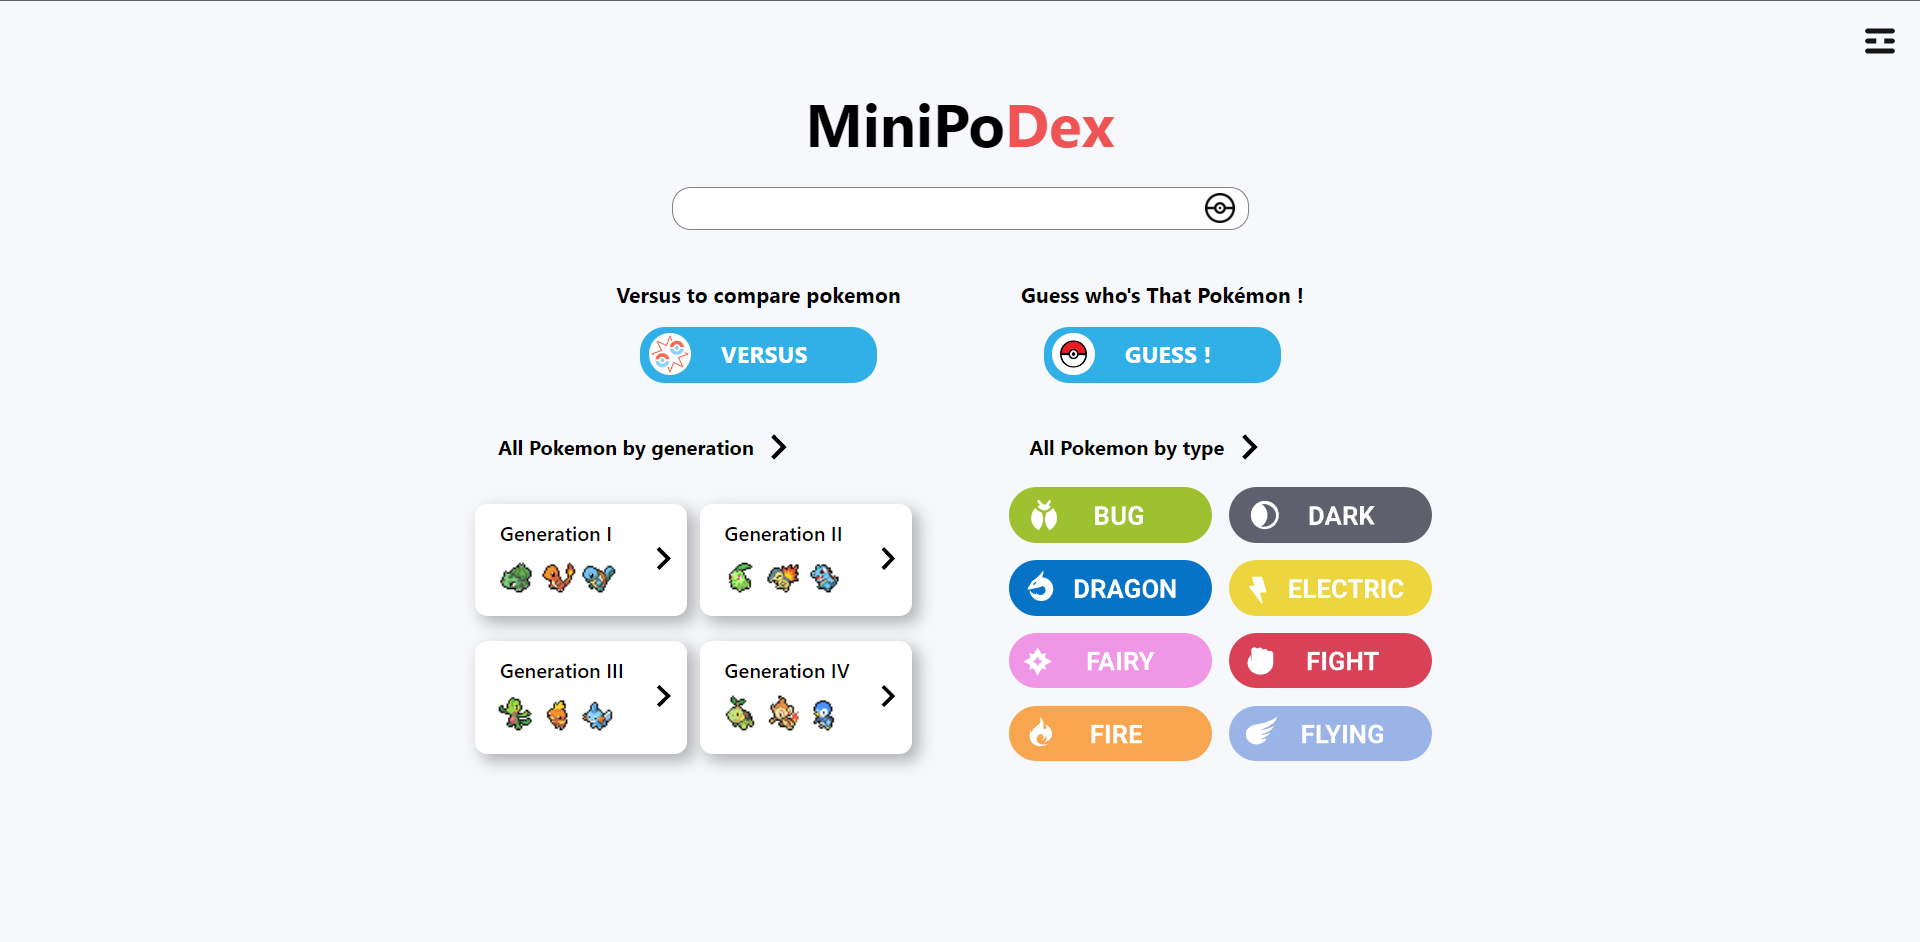 MiniPoDex
Versus to compare pokemon
VERSUS
Guess who's That Pokémon !
GUESS !
All Pokemon by generation
Generation I
Generation II
Generation III
Generation IV
All Pokemon by type
BUG
DARK
DRAGON
ELECTRIC
FAIRY
FIGHT
FIRE
FLYING